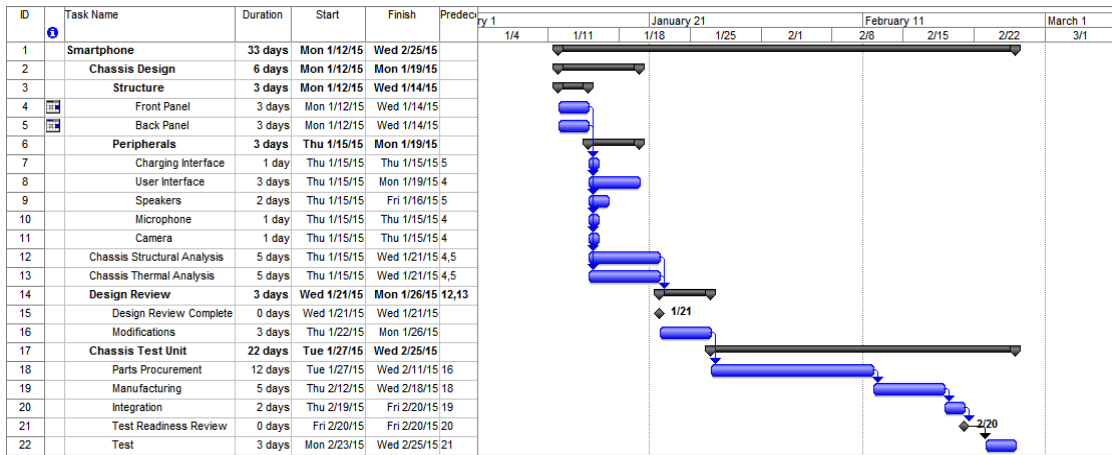 ID Task Name Duration Start Finish Predec ry 1 January 21 February 11 March 1
1/4 1/11 1/18 1/25 2/1 2/8 2/15 2/22 3/1
1 Smartphone 33 days Mon 1/12/15 Wed 2/25/15
2 Chassis Design 6 days Mon 1/12/15 Mon 1/19/15
3 Structure 3 days Mon 1/12/15 Wed 1/14/15
4 Front Panel 3 days Mon 1/12/15 Wed 1/14/15
5 Back Panel 3 days Mon 1/12/15 Wed 1/14/15
6 Peripherals 3 days Thu 1/15/15 Mon 1/19/15
7 Charging Interface 1 day Thu 1/15/15 Thu 1/15/15 5
8 User Interface 3 days Thu 1/15/15 Mon 1/19/15 4
9 Speakers 2 days Thu 1/15/15 Fri 1/16/15 5
10 Microphone 1 day Thu 1/15/15 Thu 1/15/15 4
11 Camera 1 day Thu 1/15/15 Thu 1/15/15 4
12 Chassis Structural Analysis 5 days Thu 1/15/15 Wed 1/21/15 4,5
13 Chassis Thermal Analysis 5 days Thu 1/15/15 Wed 1/21/15 4,5
14 Design Review 3 days Wed 1/21/15 Mon 1/26/15 12,13
15 Design Review Complete 0 days Wed 1/21/15 Wed 1/21/15 1/21
16 Modifications 3 days Thu 1/22/15 Mon 1/26/15
17 Chassis Test Unit 22 days Tue 1/27/15 Wed 2/25/15
18 Parts Procurement 12 days Tue 1/27/15 Wed 2/11/15 16
19 Manufacturing 5 days Thu 2/12/15 Wed 2/18/15 18
20 Integration 2 days Thu 2/19/15 Fri 2/20/15 19
21 Test Readiness Review 0 days Fri 2/20/15 Fri 2/20/15 20 2/20
22 Test 3 days Mon 2/23/15 Wed 2/25/15 21